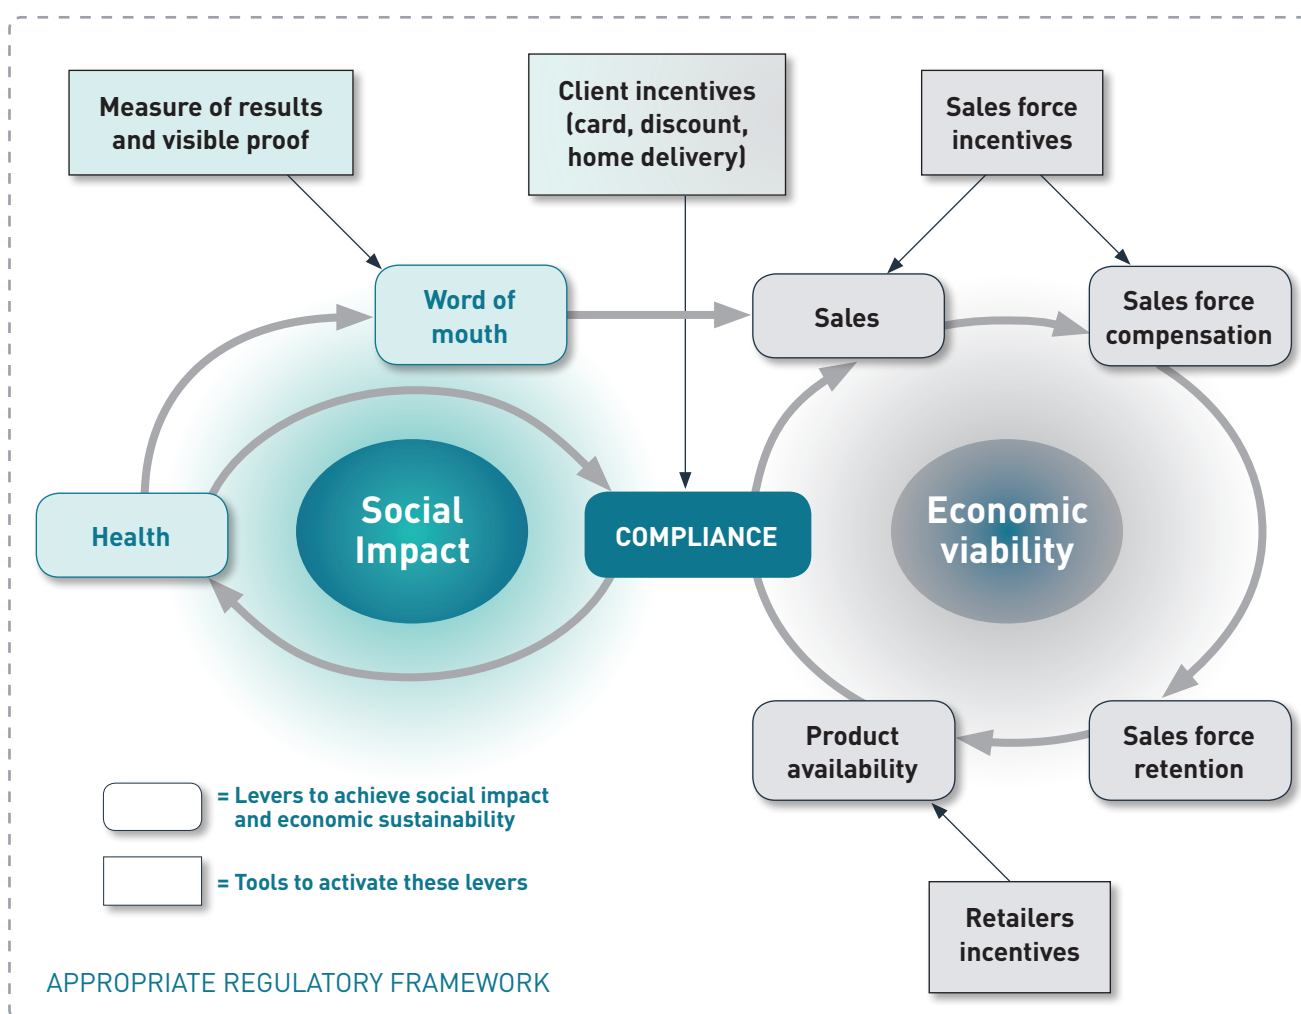 Measure of results
and visible proof
Client incentives
(card, discount,
home delivery)
Sales force
incentives
Word of
mouth
Sales
Sales force
compensation
Health
Social
Impact
COMPLIANCE
Economic
viability
Product
availability
Sales force
retention
= Levers to achieve social impact
and economic sustainability
= Tools to activate these levers
Retailers
incentives
APPROPRIATE REGULATORY FRAMEWORK